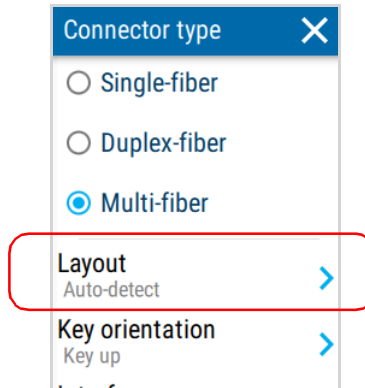 Connector type
Single-fiber
Duplex-fiber
Multi-fiber
Layout
Auto-detect
Key orientation
Key up